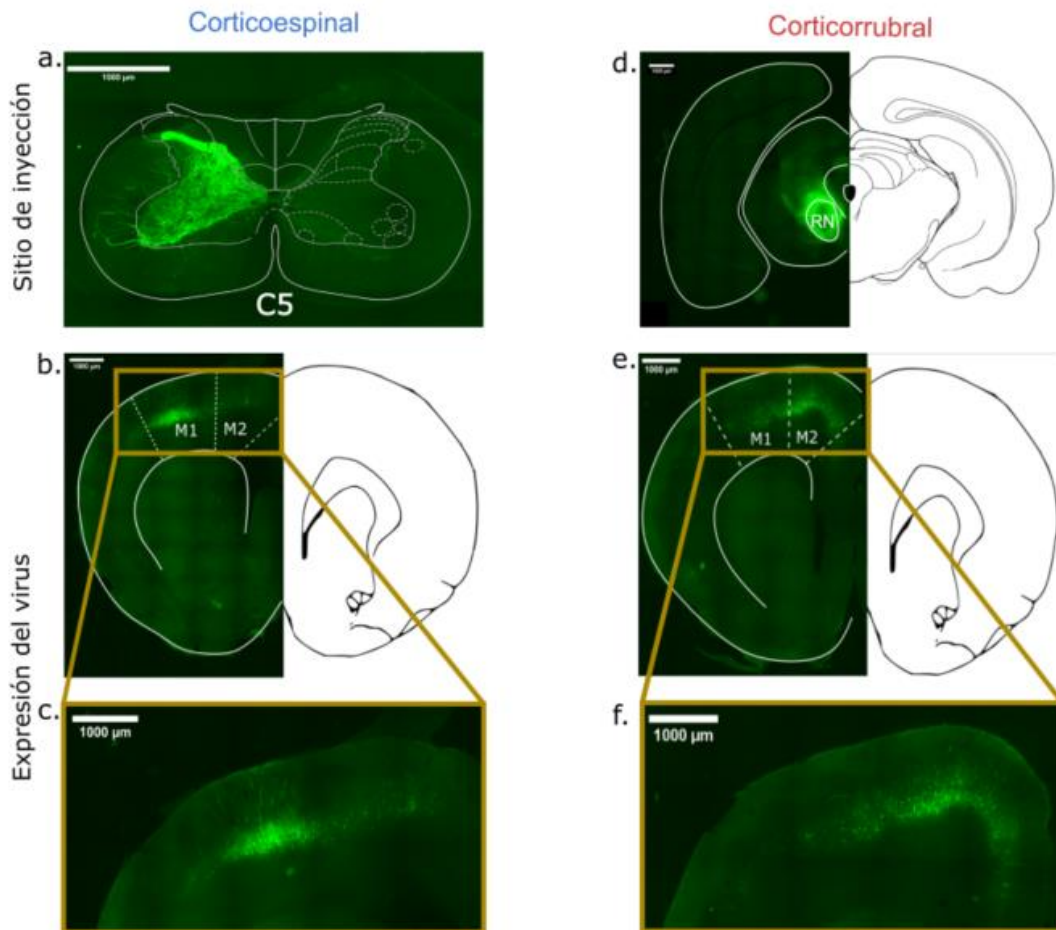 Corticoespinal
Corticorrubral
Sitio de inyección
a.
1000 µm
C5
d.
RN
Expresión del virus
b.
1000 µm
M1
M2
e.
1000 µm
M1
M2
c.
1000 µm
f.
1000 µm